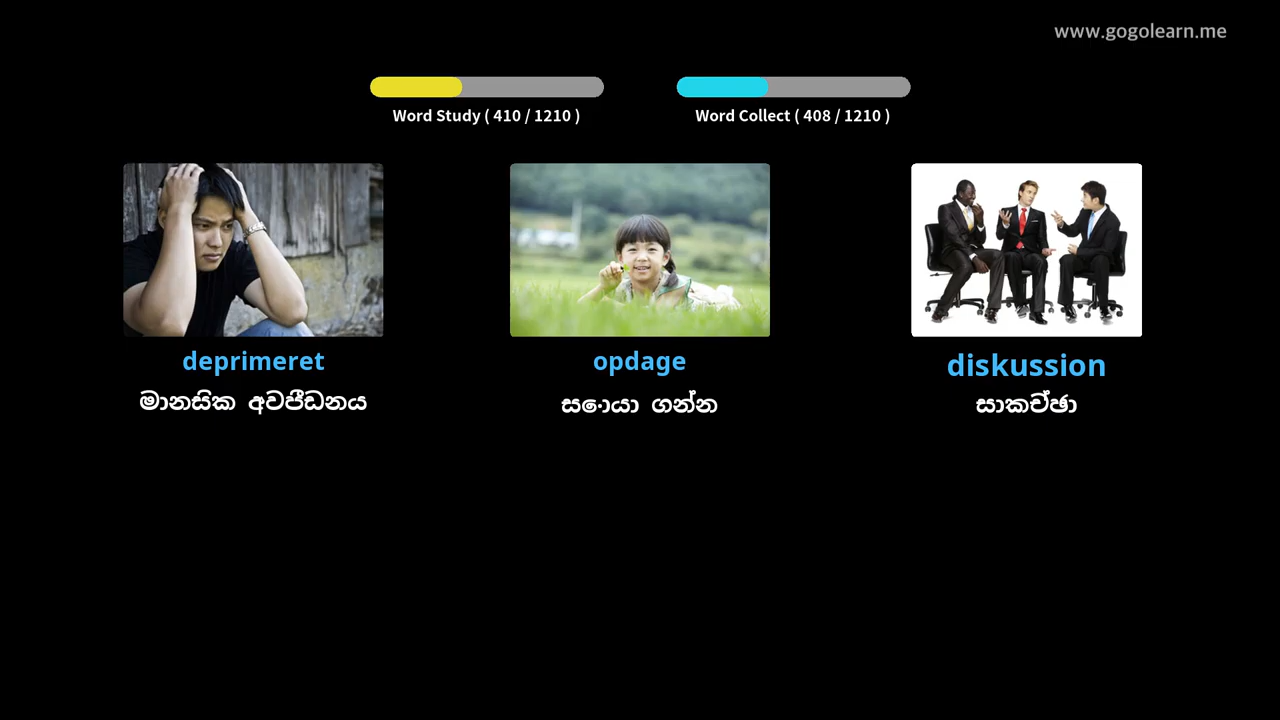 www.gogolearn.me
Word Study ( 410 / 1210 )
Word Collect ( 408 / 1210 )
deprimeret
opdage
diskussion
මානසික අවපීඩනය
සොයා ගන්න
සාකච්ඡා